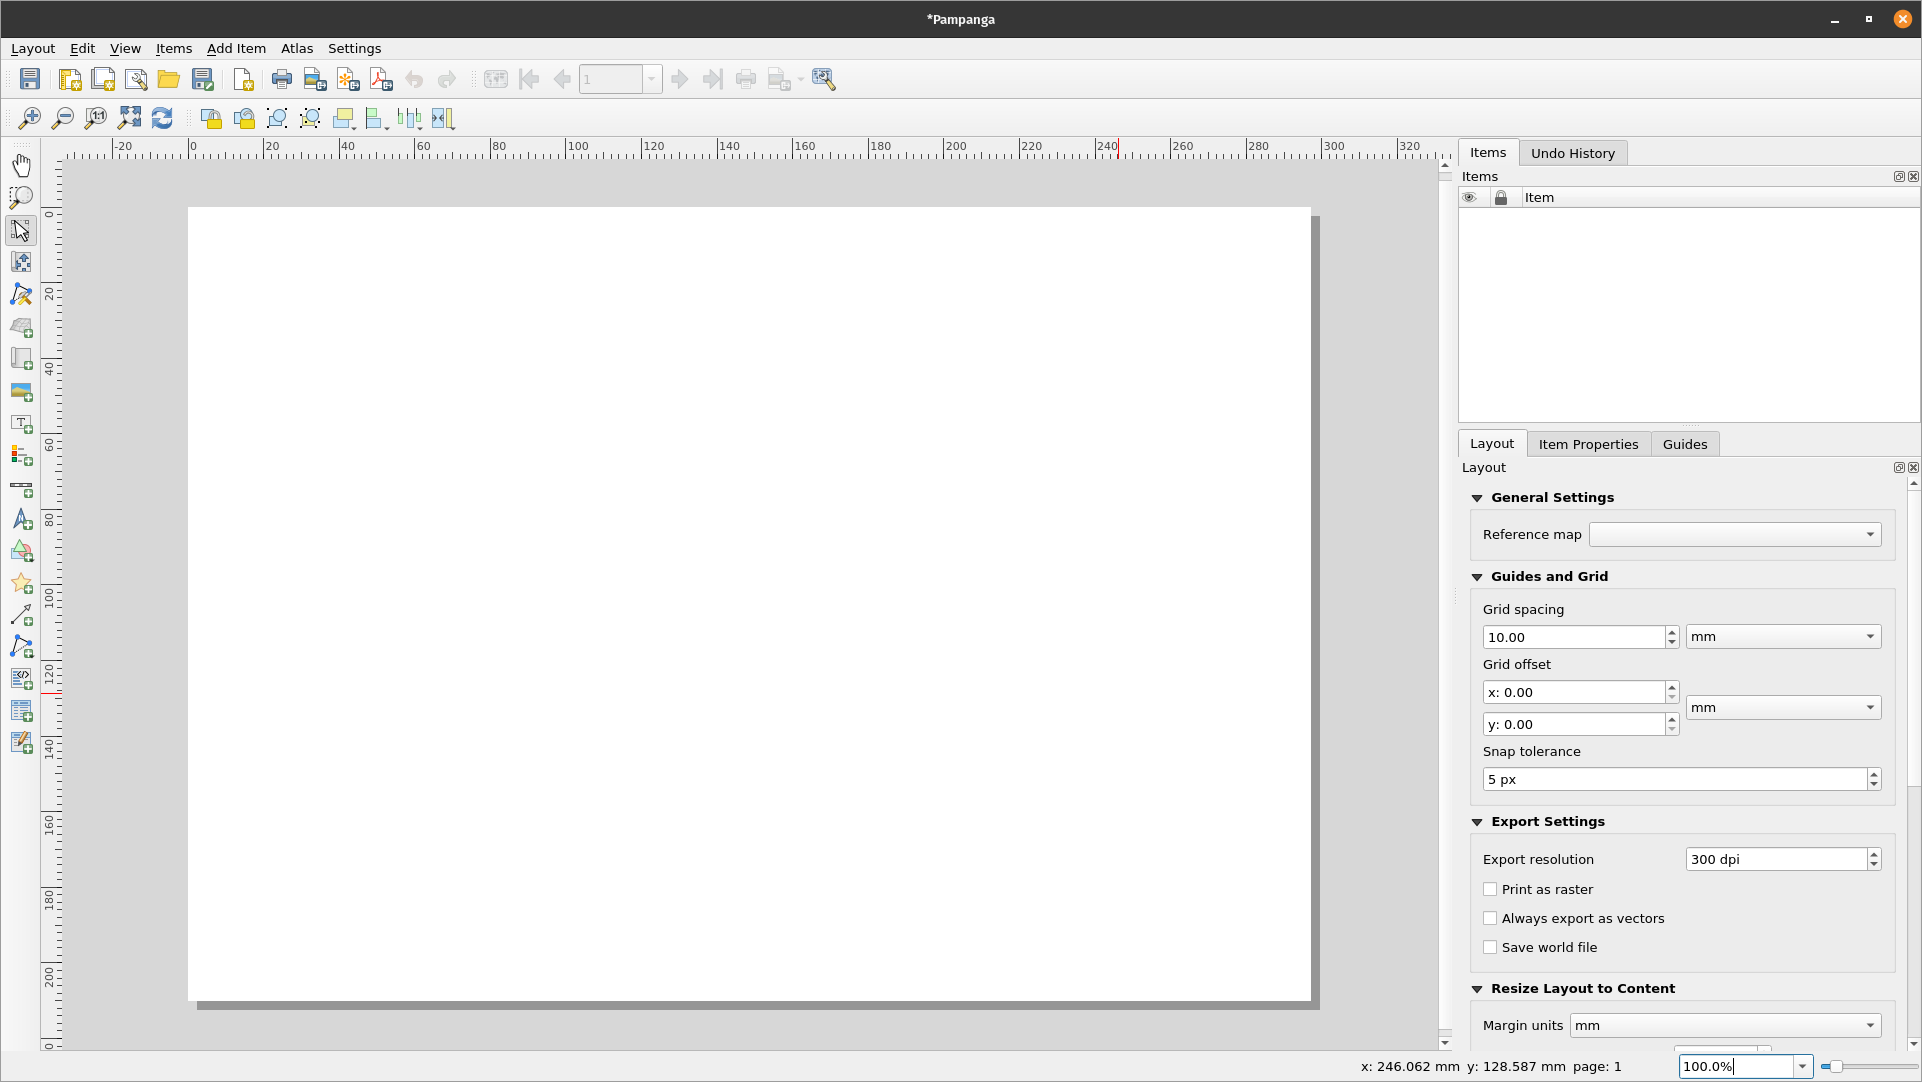 *Pampanga
Layout Edit View Items Add Item Atlas Settings
1
1:1
-20 0 20 40 60 80 100 120 140 160 180 200 220 240 260 280 300 320
0
20
40
60
80
100
120
140
160
180
200
0
Items Undo History
Items
Item
Layout Item Properties Guides
Layout
General Settings
Reference map
Guides and Grid
Grid spacing
10.00 mm
Grid offset
x: 0.00
mm
y: 0.00
Snap tolerance
5 px
Export Settings
Export resolution 300 dpi
Print as raster
Always export as vectors
Save world file
Resize Layout to Content
Margin units mm
x: 246.062 mm y: 128.587 mm page: 1 100.0%